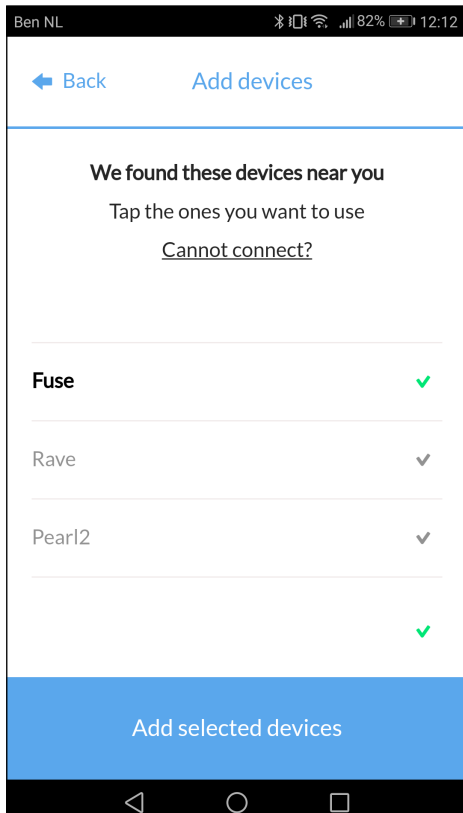 Ben NL 82% 12:12
Back Add devices
We found these devices near you
Tap the ones you want to use
Cannot connect?
Fuse
Rave
Pearl2
Add selected devices